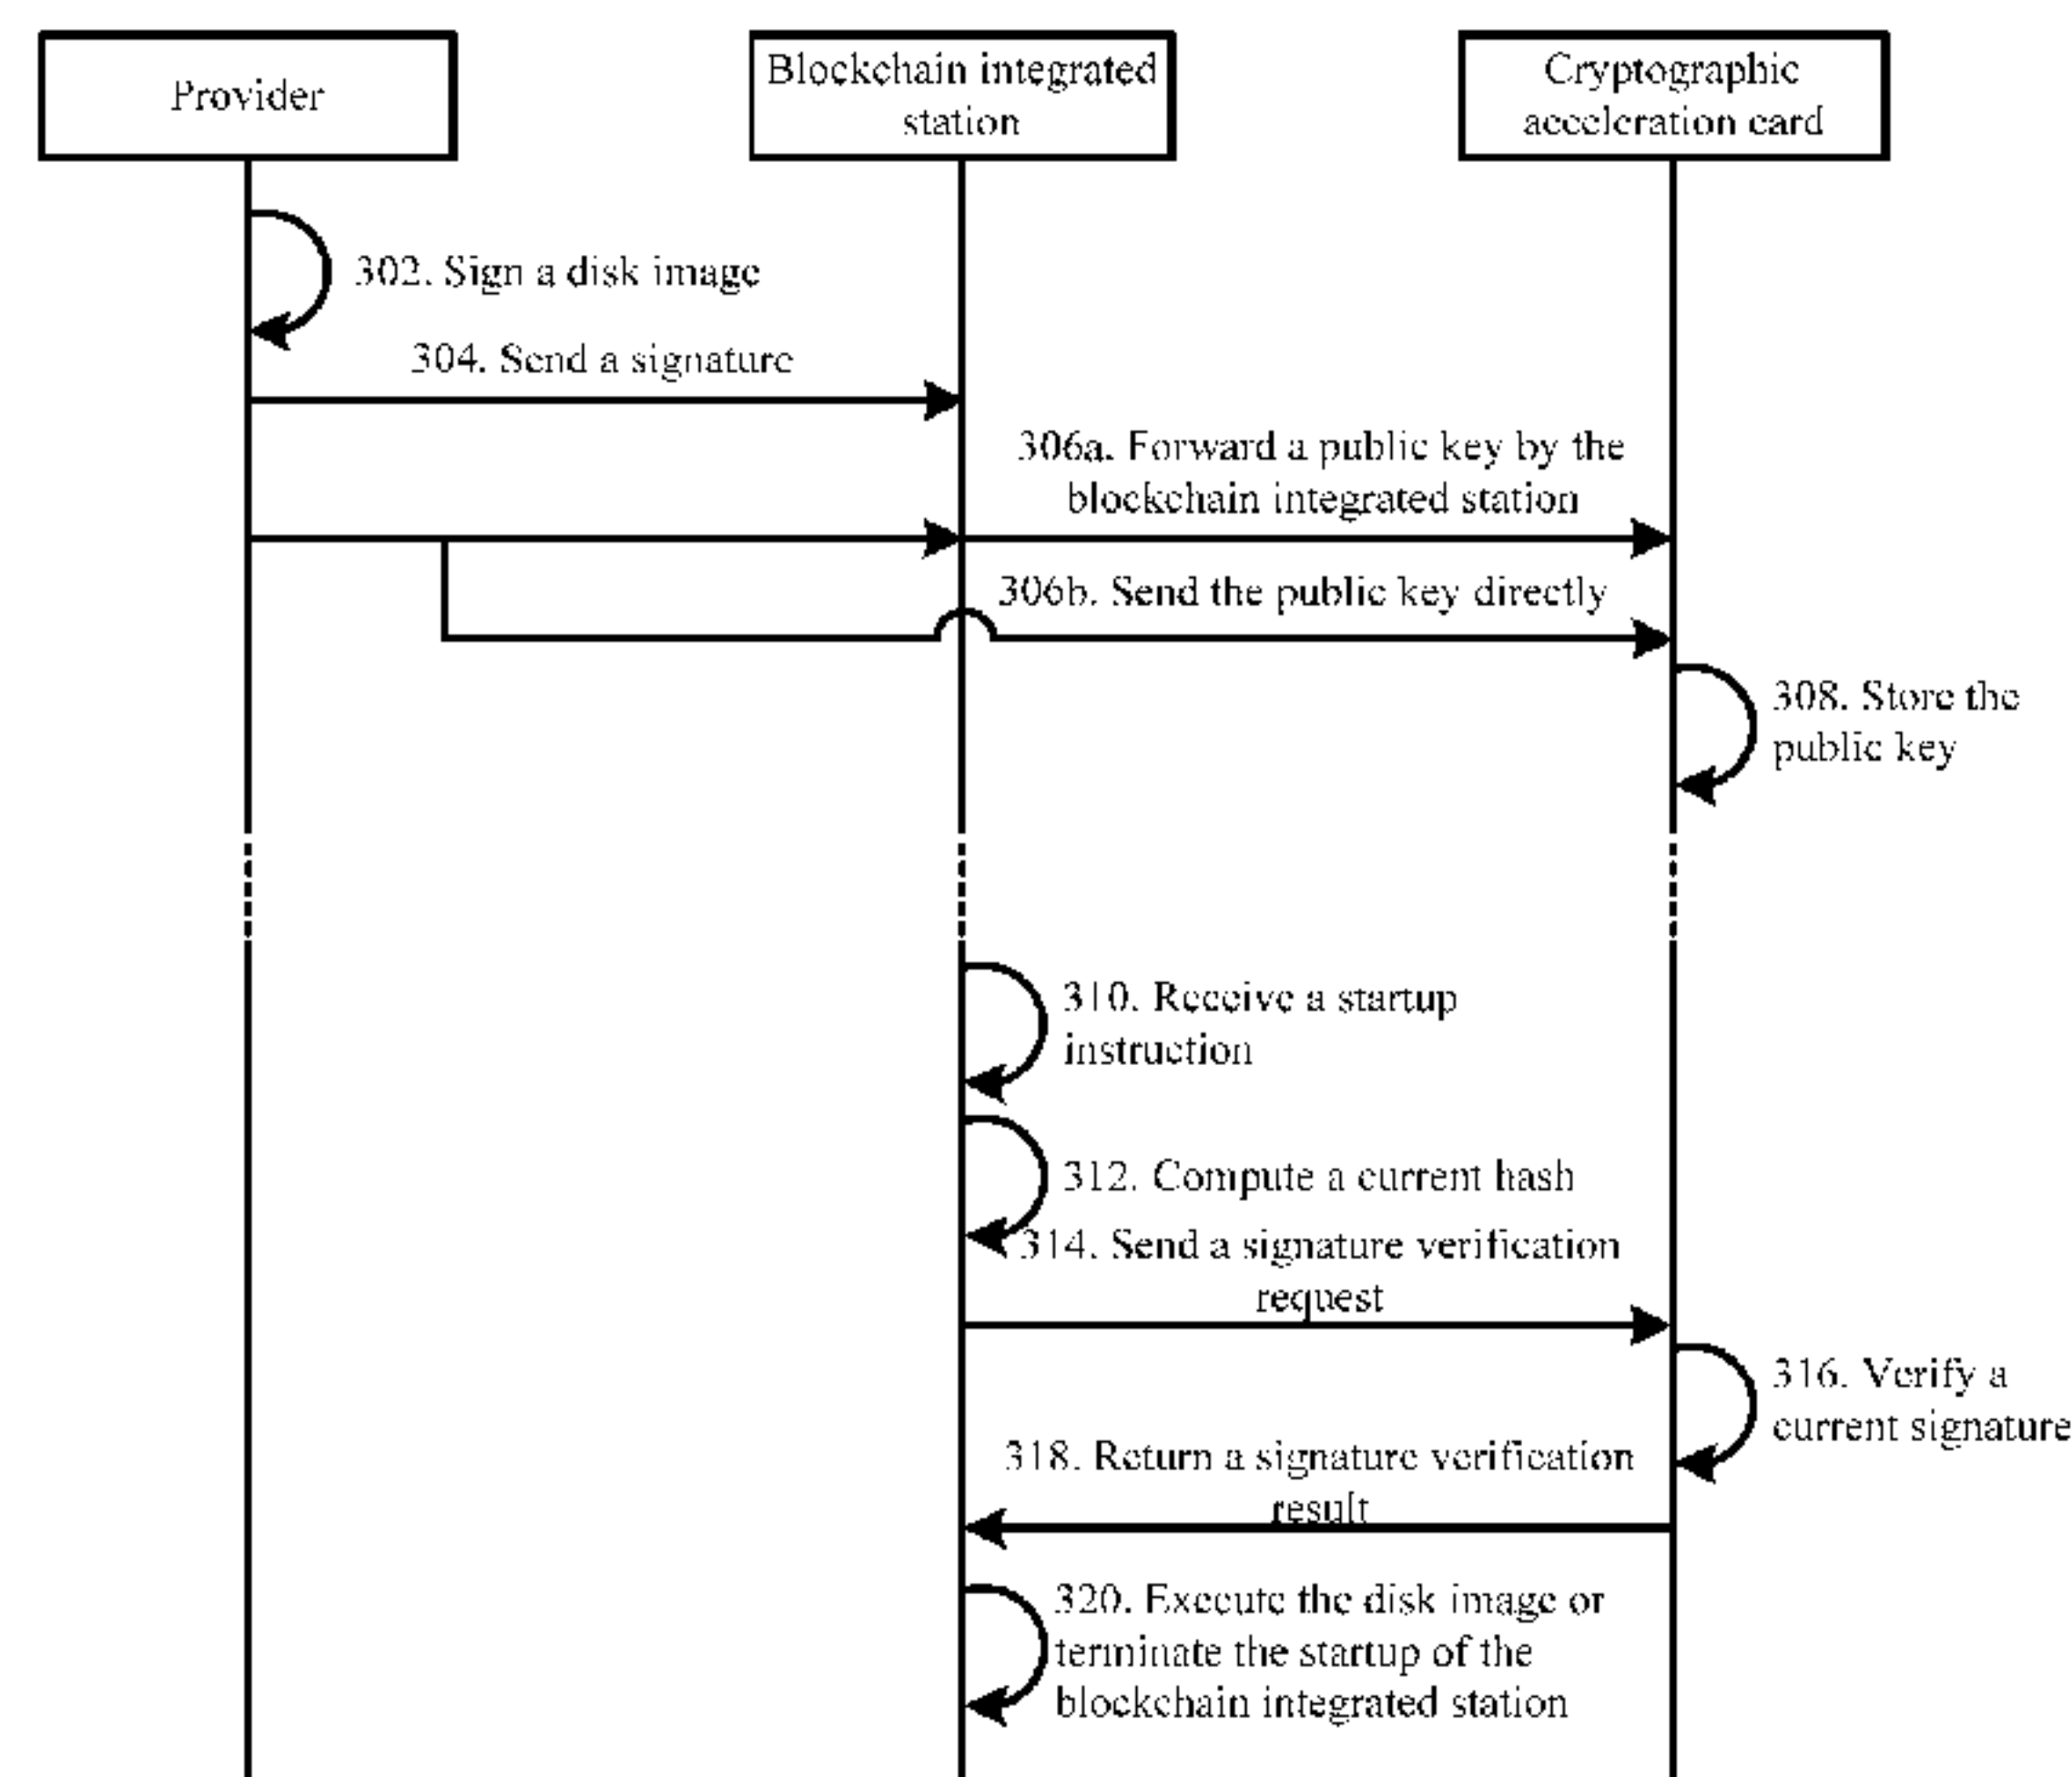 Provider
Blockchain integrated
station
Cryptographic
acceleration card
302. Sign a disk image
304. Send a signature
306a. Forward a public key by the
blockchain integrated station
306b. Send the public key directly
308. Store the
public key
310. Receive a startup
instruction
312. Compute a current hash
314. Send a signature verification
request
316. Verify a
current signature
318. Return a signature verification
result
320. Execute the disk image or
terminate the startup of the
blockchain integrated station